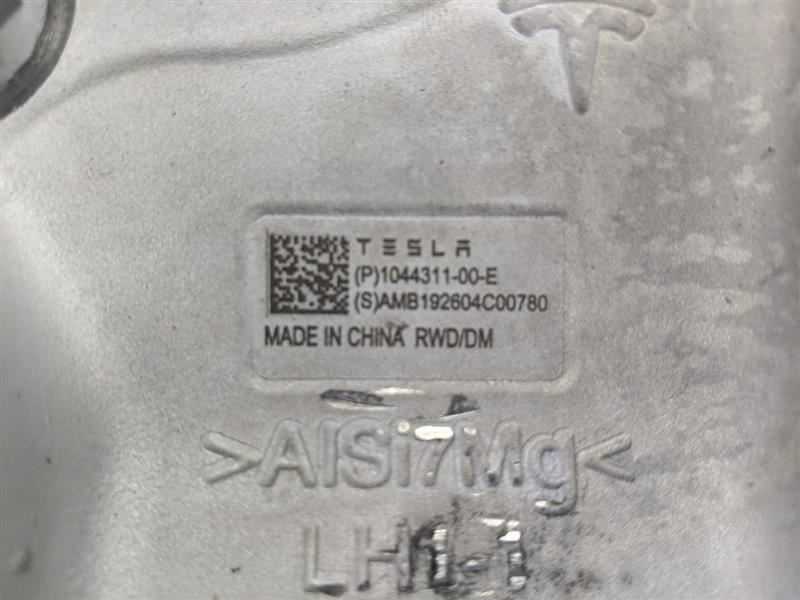 TESLA
(P)1044311-00-E
(S)AMB192604C00780
MADE IN CHINA RWD/DM
>AlSi7Mg<
LH1-1